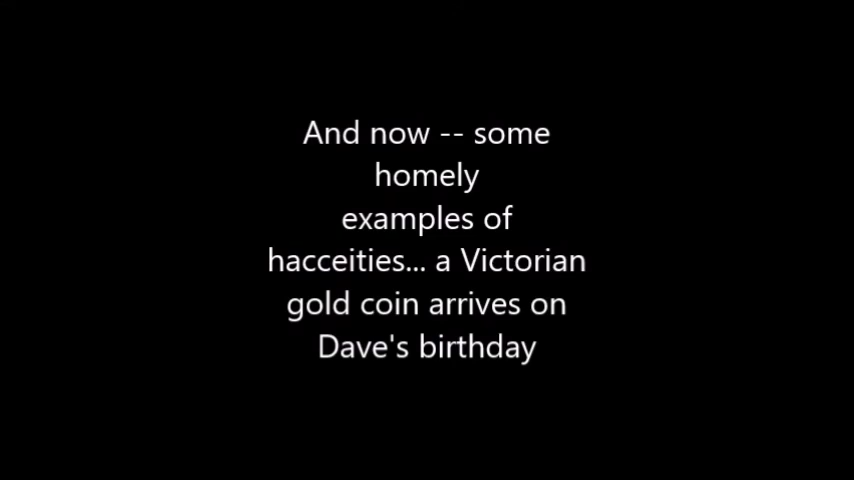 And now -- some
homely
examples of
hacceities... a Victorian
gold coin arrives on
Dave's birthday